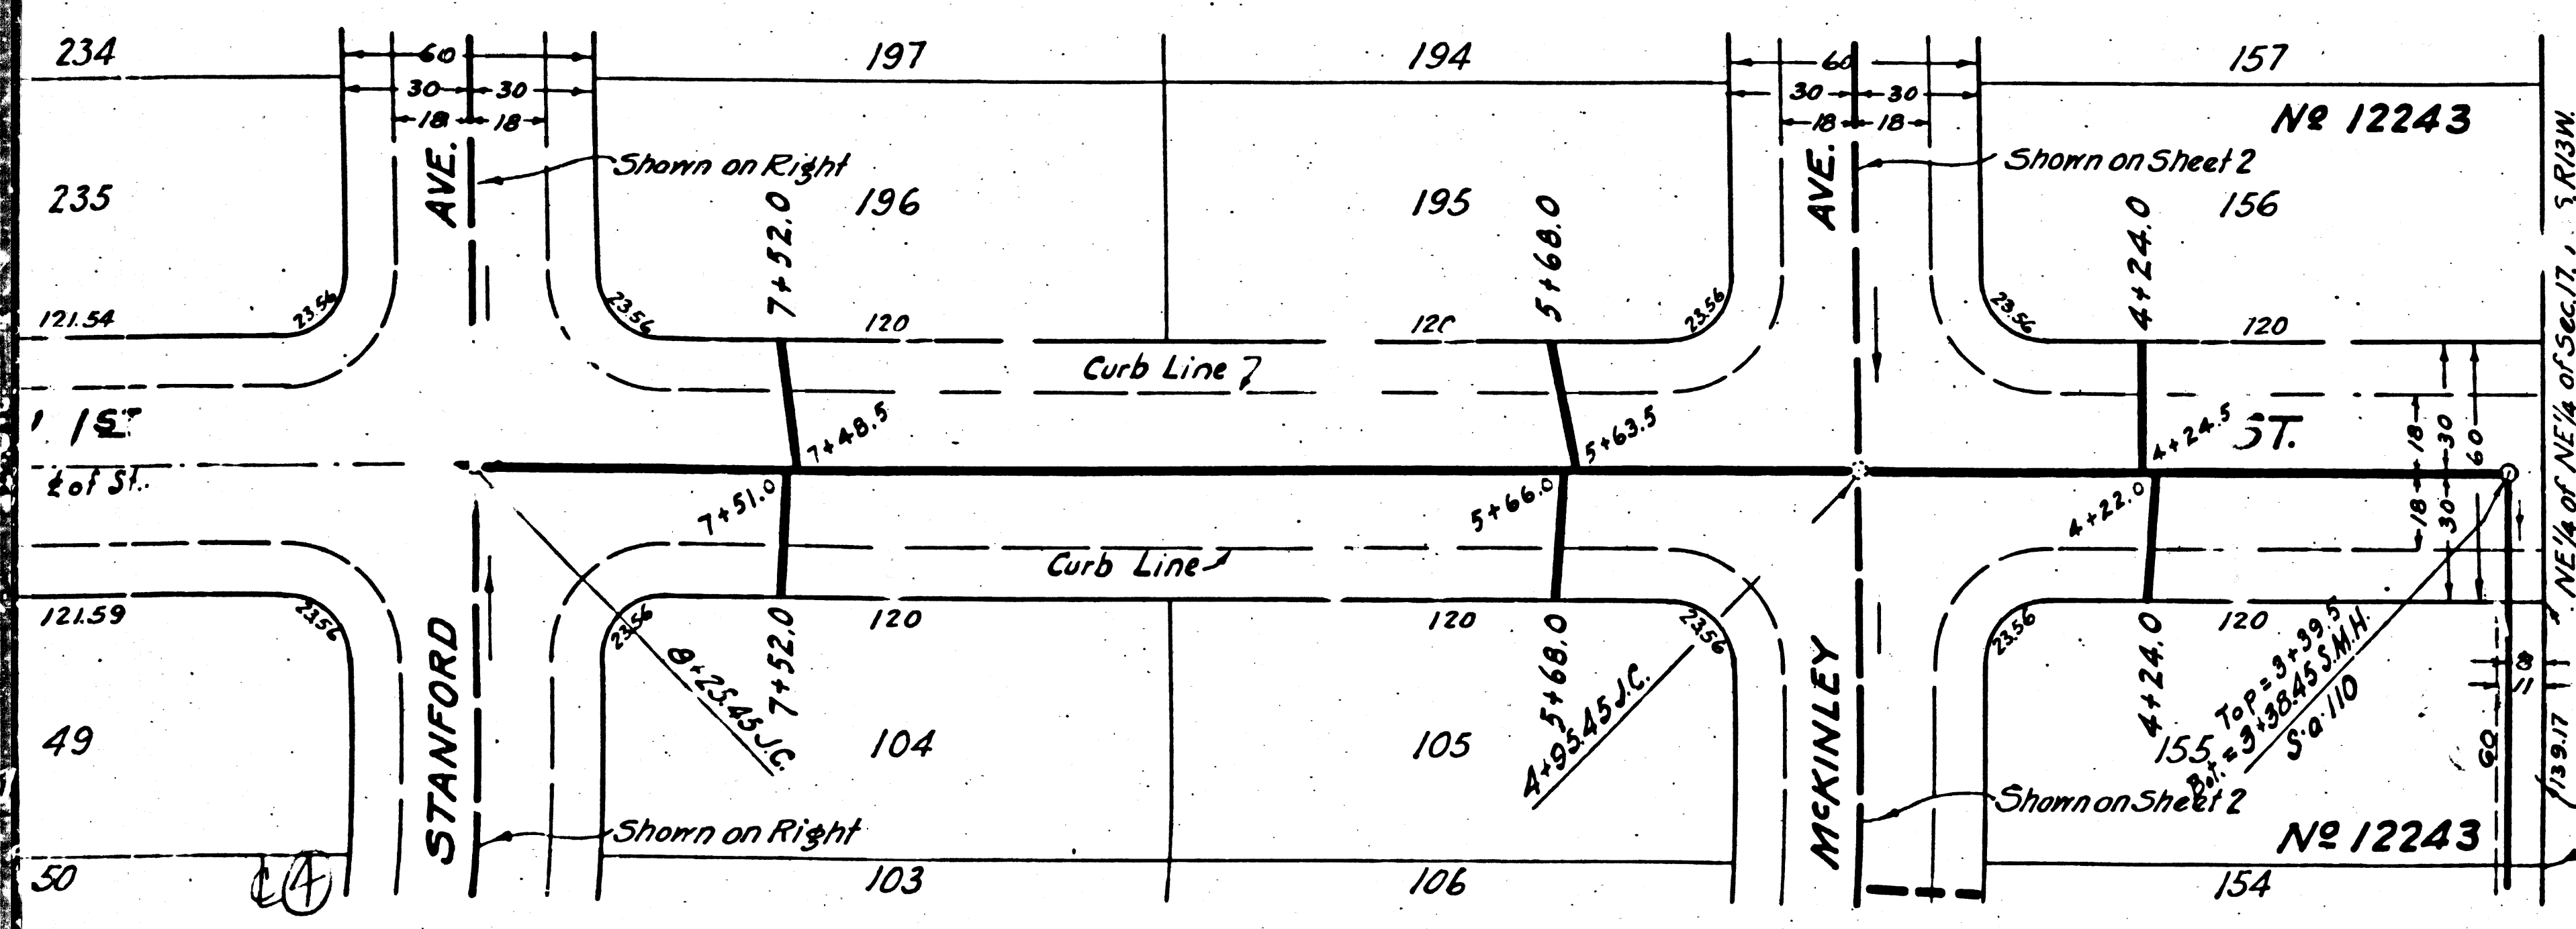 234
60
197
194
60
157
30 30
30 30
18 18
18 18
No 12243
AVE.
Shown on Right
AVE.
Shown on Sheet 2
235
7+52.0
196
195
5+68.0
4+24.0
156
121.54
23.56
23.56
120
120
23.56
23.56
120
Curb Line
1ST
7+48.5
5+63.5
4+24.5
ST.
18
30
60
℄ of St.
7+51.0
5+66.0
4+22.0
18
30
Curb Line
121.59
23.56
23.56
120
120
23.56
23.56
120
STANFORD
8+25.45 J.C.
7+52.0
5+68.0
4+95.45 J.C.
McKINLEY
4+24.0
Top = 3+39.5
Bot. = 3+38.45 S.M.H.
S.a. 110
8
11
60
139.17
NE 1/4 of NE 1/4 of Sec. 17,
R13W.
49
104
105
155
Shown on Right
Shown on Sheet 2
No 12243
50
4
103
106
154